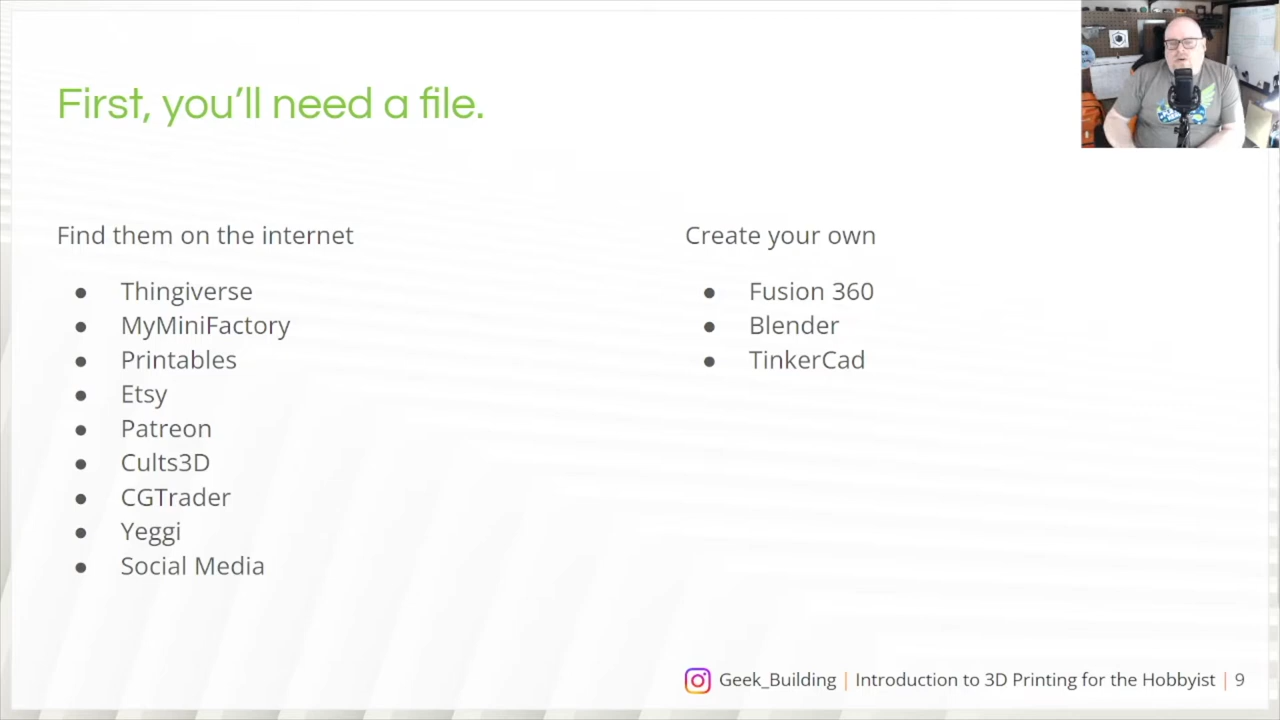 First, you'll need a file.
Find them on the internet
● Thingiverse
● MyMiniFactory
● Printables
● Etsy
● Patreon
● Cults3D
● CGTrader
● Yeggi
● Social Media
Create your own
● Fusion 360
● Blender
● TinkerCad
Geek_Building | Introduction to 3D Printing for the Hobbyist | 9